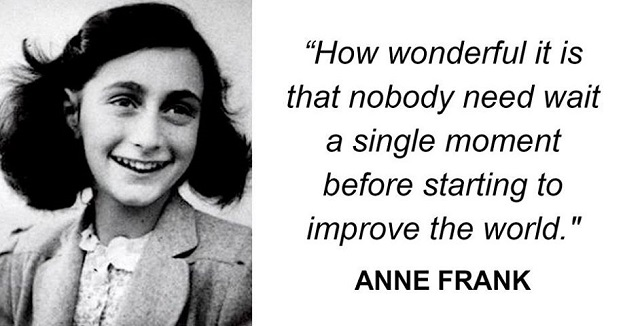 “How wonderful it is
that nobody need wait
a single moment
before starting to
improve the world."
ANNE FRANK